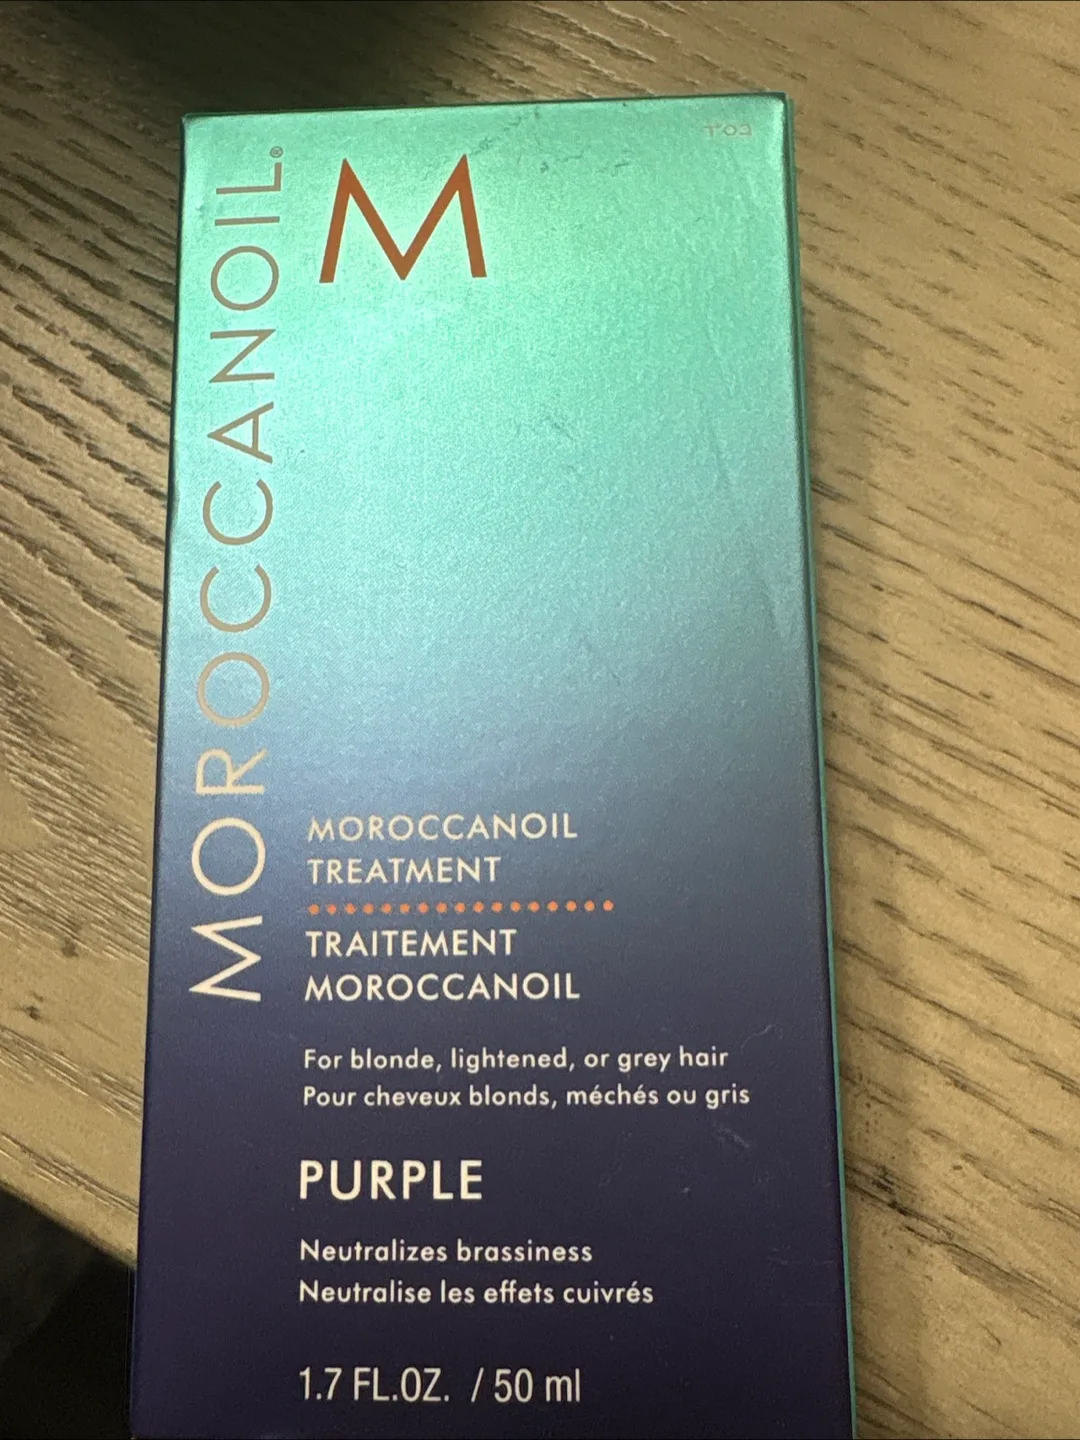 MOROCCANOIL®
M
MOROCCANOIL
TREATMENT
TRAITEMENT
MOROCCANOIL
For blonde, lightened, or grey hair
Pour cheveux blonds, méchés ou gris
PURPLE
Neutralizes brassiness
Neutralise les effets cuivrés
1.7 FL.OZ. / 50 ml